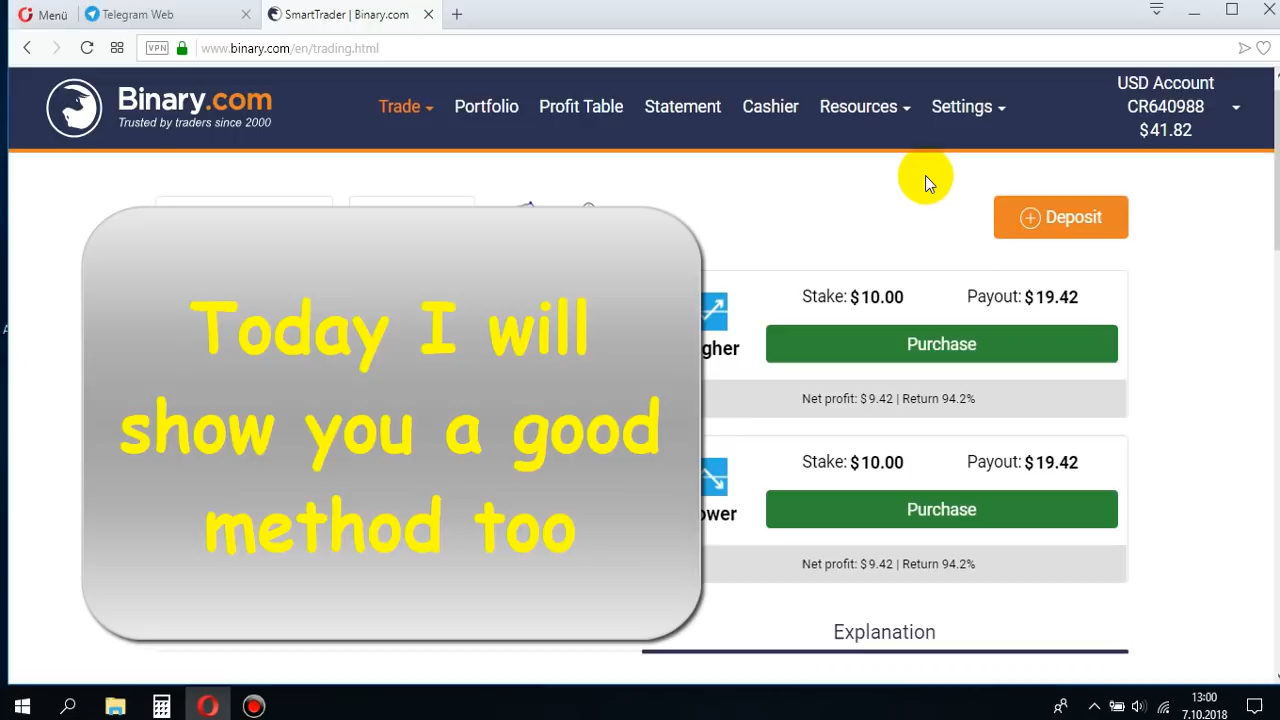 Menü
Telegram Web
SmartTrader | Binary.com
VPN
www.binary.com/en/trading.html
Binary.com
Trusted by traders since 2000
Trade
Portfolio
Profit Table
Statement
Cashier
Resources
Settings
USD Account
CR640988
$41.82
Deposit
Today I will
show you a good
method too
gher
Stake: $10.00
Payout: $19.42
Purchase
Net profit: $9.42 | Return 94.2%
ower
Stake: $10.00
Payout: $19.42
Purchase
Net profit: $9.42 | Return 94.2%
Explanation
13:00
7.10.2018